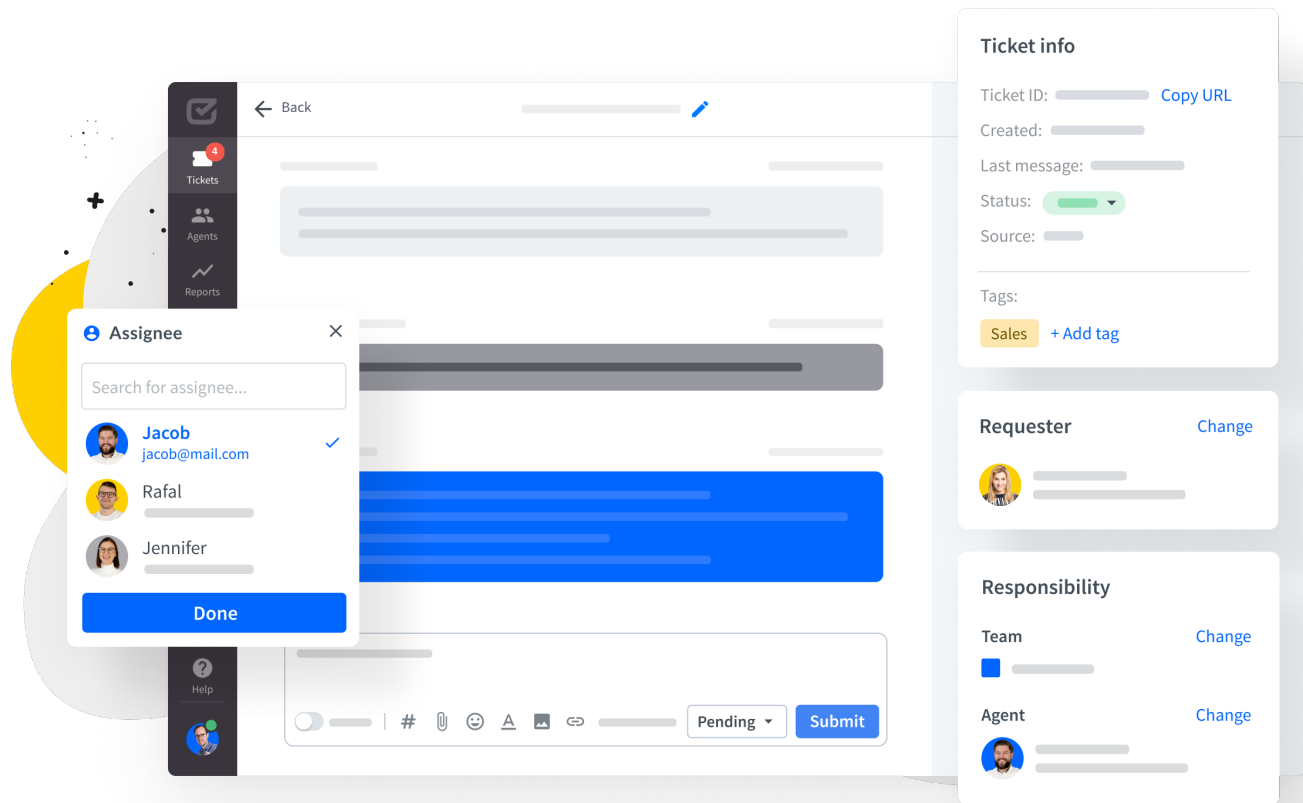 Back
4
Tickets
Agents
Reports
Assignee
Search for assignee...
Jacob
jacob@mail.com
Rafal
Jennifer
Done
Help
#
A
Pending
Submit
Ticket info
Ticket ID:
Copy URL
Created:
Last message:
Status:
Source:
Tags:
Sales
+ Add tag
Requester
Change
Responsibility
Team
Change
Agent
Change